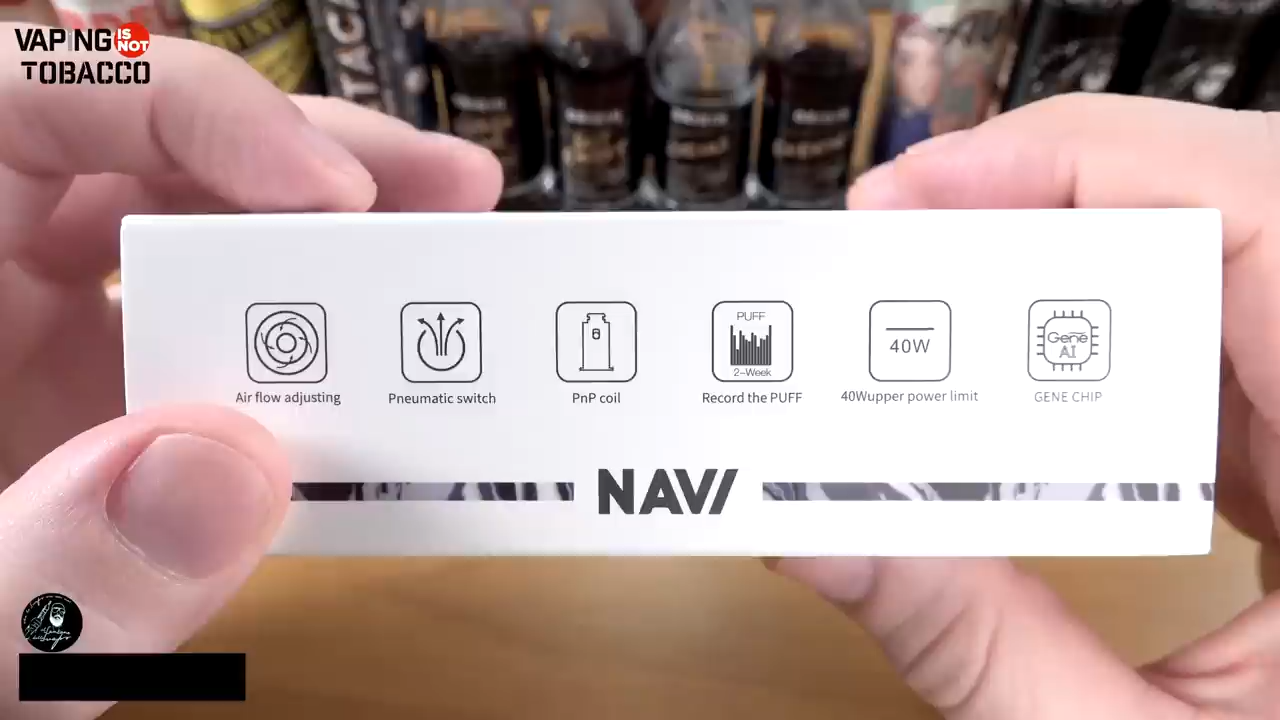 VAPING IS NOT
TOBACCO
PUFF
2-Week
40W
Gene
AI
Air flow adjusting
Pneumatic switch
PnP coil
Record the PUFF
40Wupper power limit
GENE CHIP
NAVI